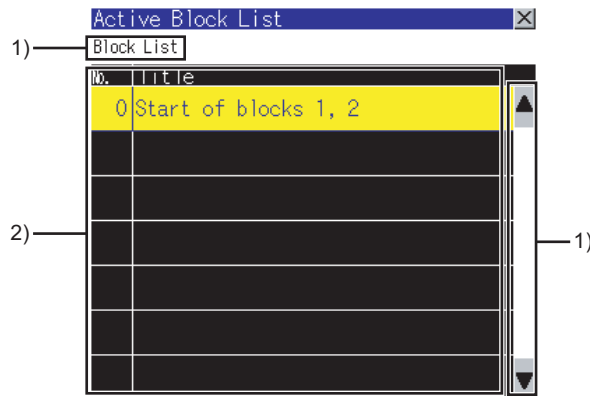 Active Block List
1)
Block List
No. Title
0 Start of blocks 1, 2
2)
1)